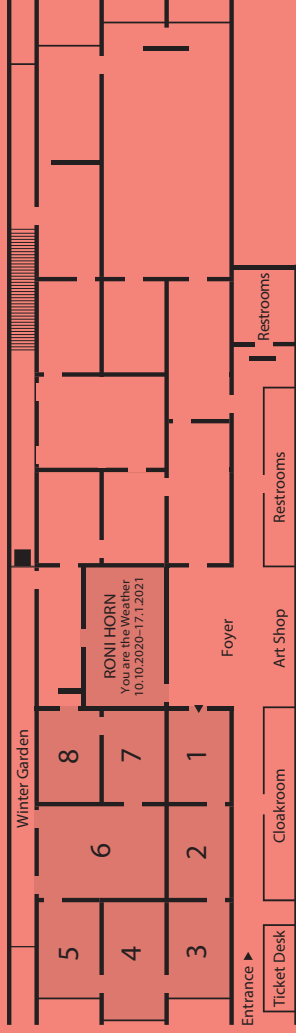 Winter Garden
8
7
1
6
2
5
4
3
RONI HORN
You are the Weather
10.10.2020–17.1.2021
Foyer
Restrooms
Restrooms
Art Shop
Cloakroom
Ticket Desk
Entrance ▶